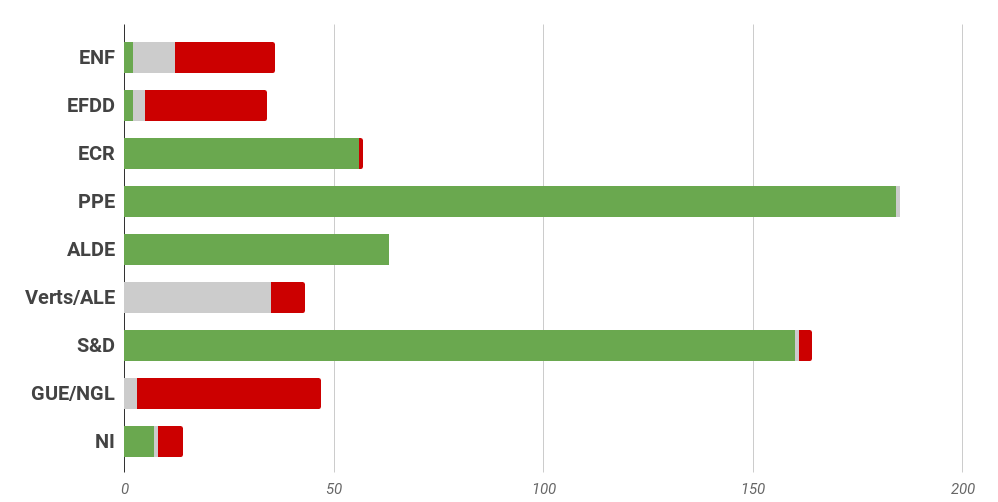 ENF
EFDD
ECR
PPE
ALDE
Verts/ALE
S&D
GUE/NGL
NI
0 50 100 150 200